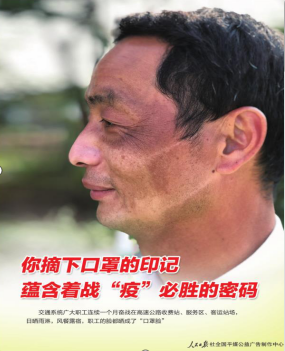 你摘下口罩的印记
蕴含着战“疫”必胜的密码
交通系统广大职工连续一个月奋战在高速公路收费站、服务区、客运站场，
日晒雨淋、风餐露宿，职工的脸都晒成了“口罩脸”
人民日报社全国平媒公益广告制作中心